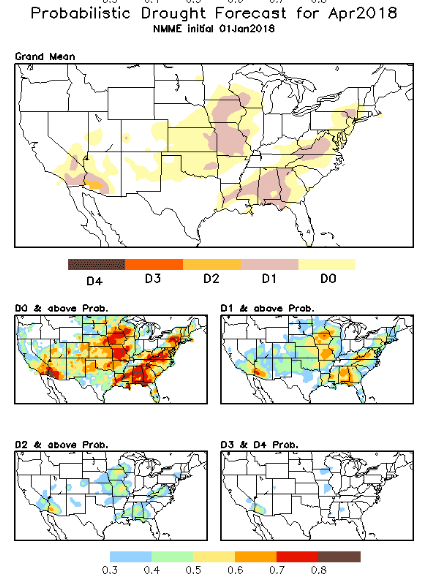 Probabilistic Drought Forecast for Apr2018
NMME initial 01Jan2018
Grand Mean
D4 D3 D2 D1 D0
D0 & above Prob. D1 & above Prob.
D2 & above Prob. D3 & D4 Prob.
0.3 0.4 0.5 0.6 0.7 0.8